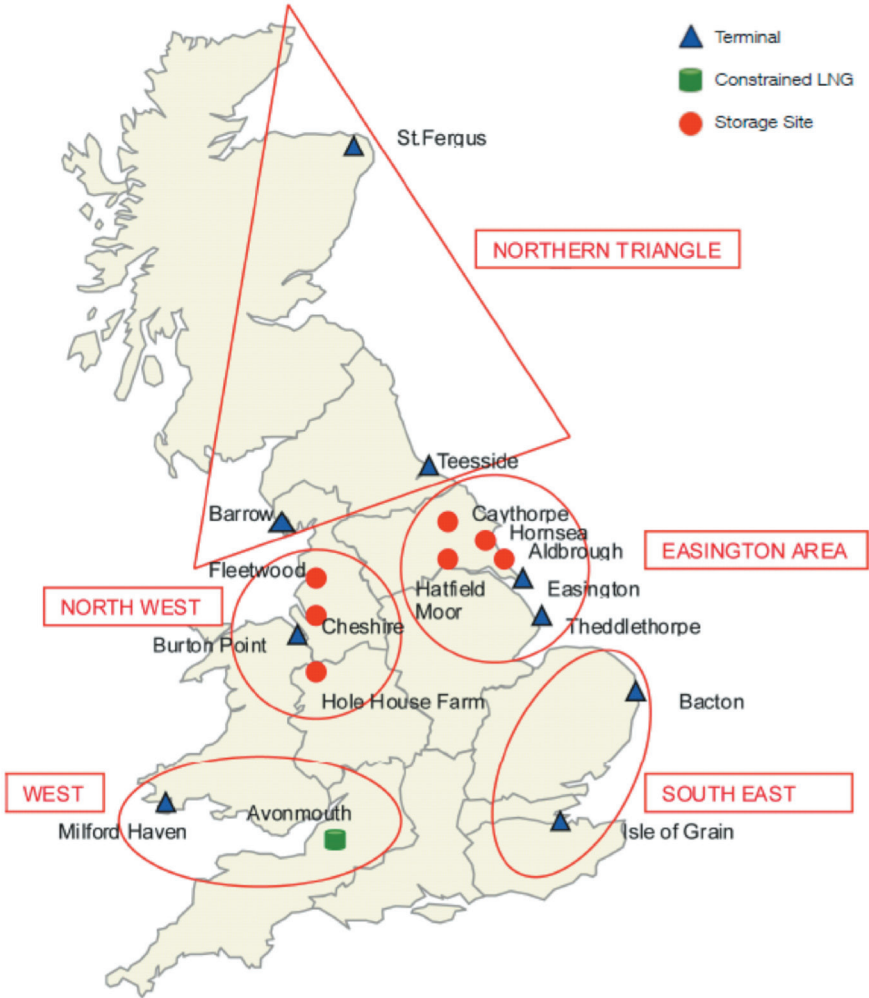 Terminal
Constrained LNG
Storage Site
St.Fergus
NORTHERN TRIANGLE
Teesside
Barrow
Caythorpe
Hornsea
Aldbrough
EASINGTON AREA
Fleetwood
Hatfield
Moor
Easington
NORTH WEST
Cheshire
Theddlethorpe
Burton Point
Hole House Farm
Bacton
WEST
SOUTH EAST
Avonmouth
Milford Haven
Isle of Grain